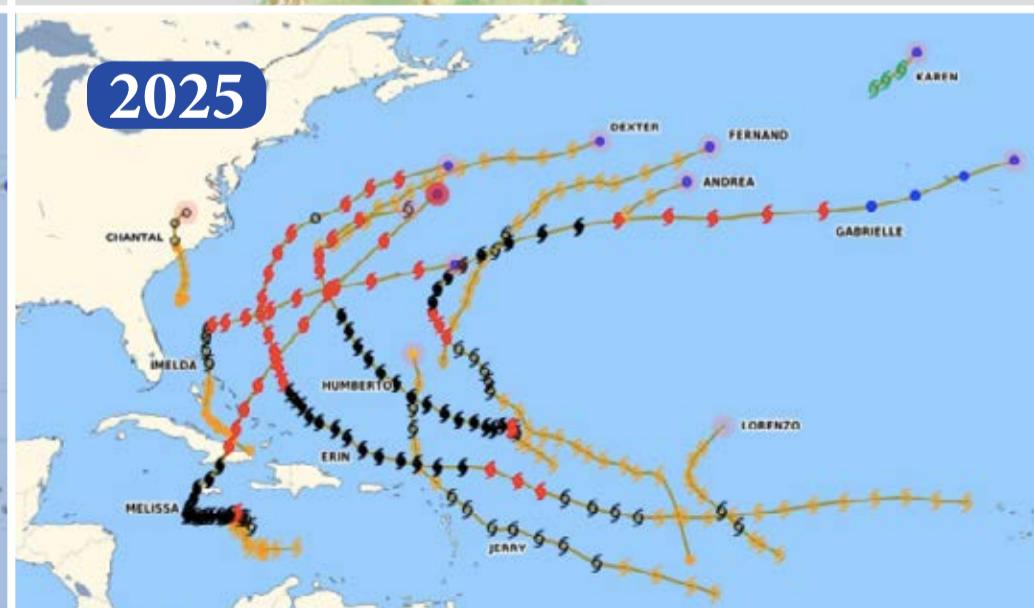 2025
KAREN
DEXTER
FERNAND
ANDREA
GABRIELLE
CHANTAL
IMELDA
HUMBERTO
LORENZO
ERIN
MELISSA
JERRY